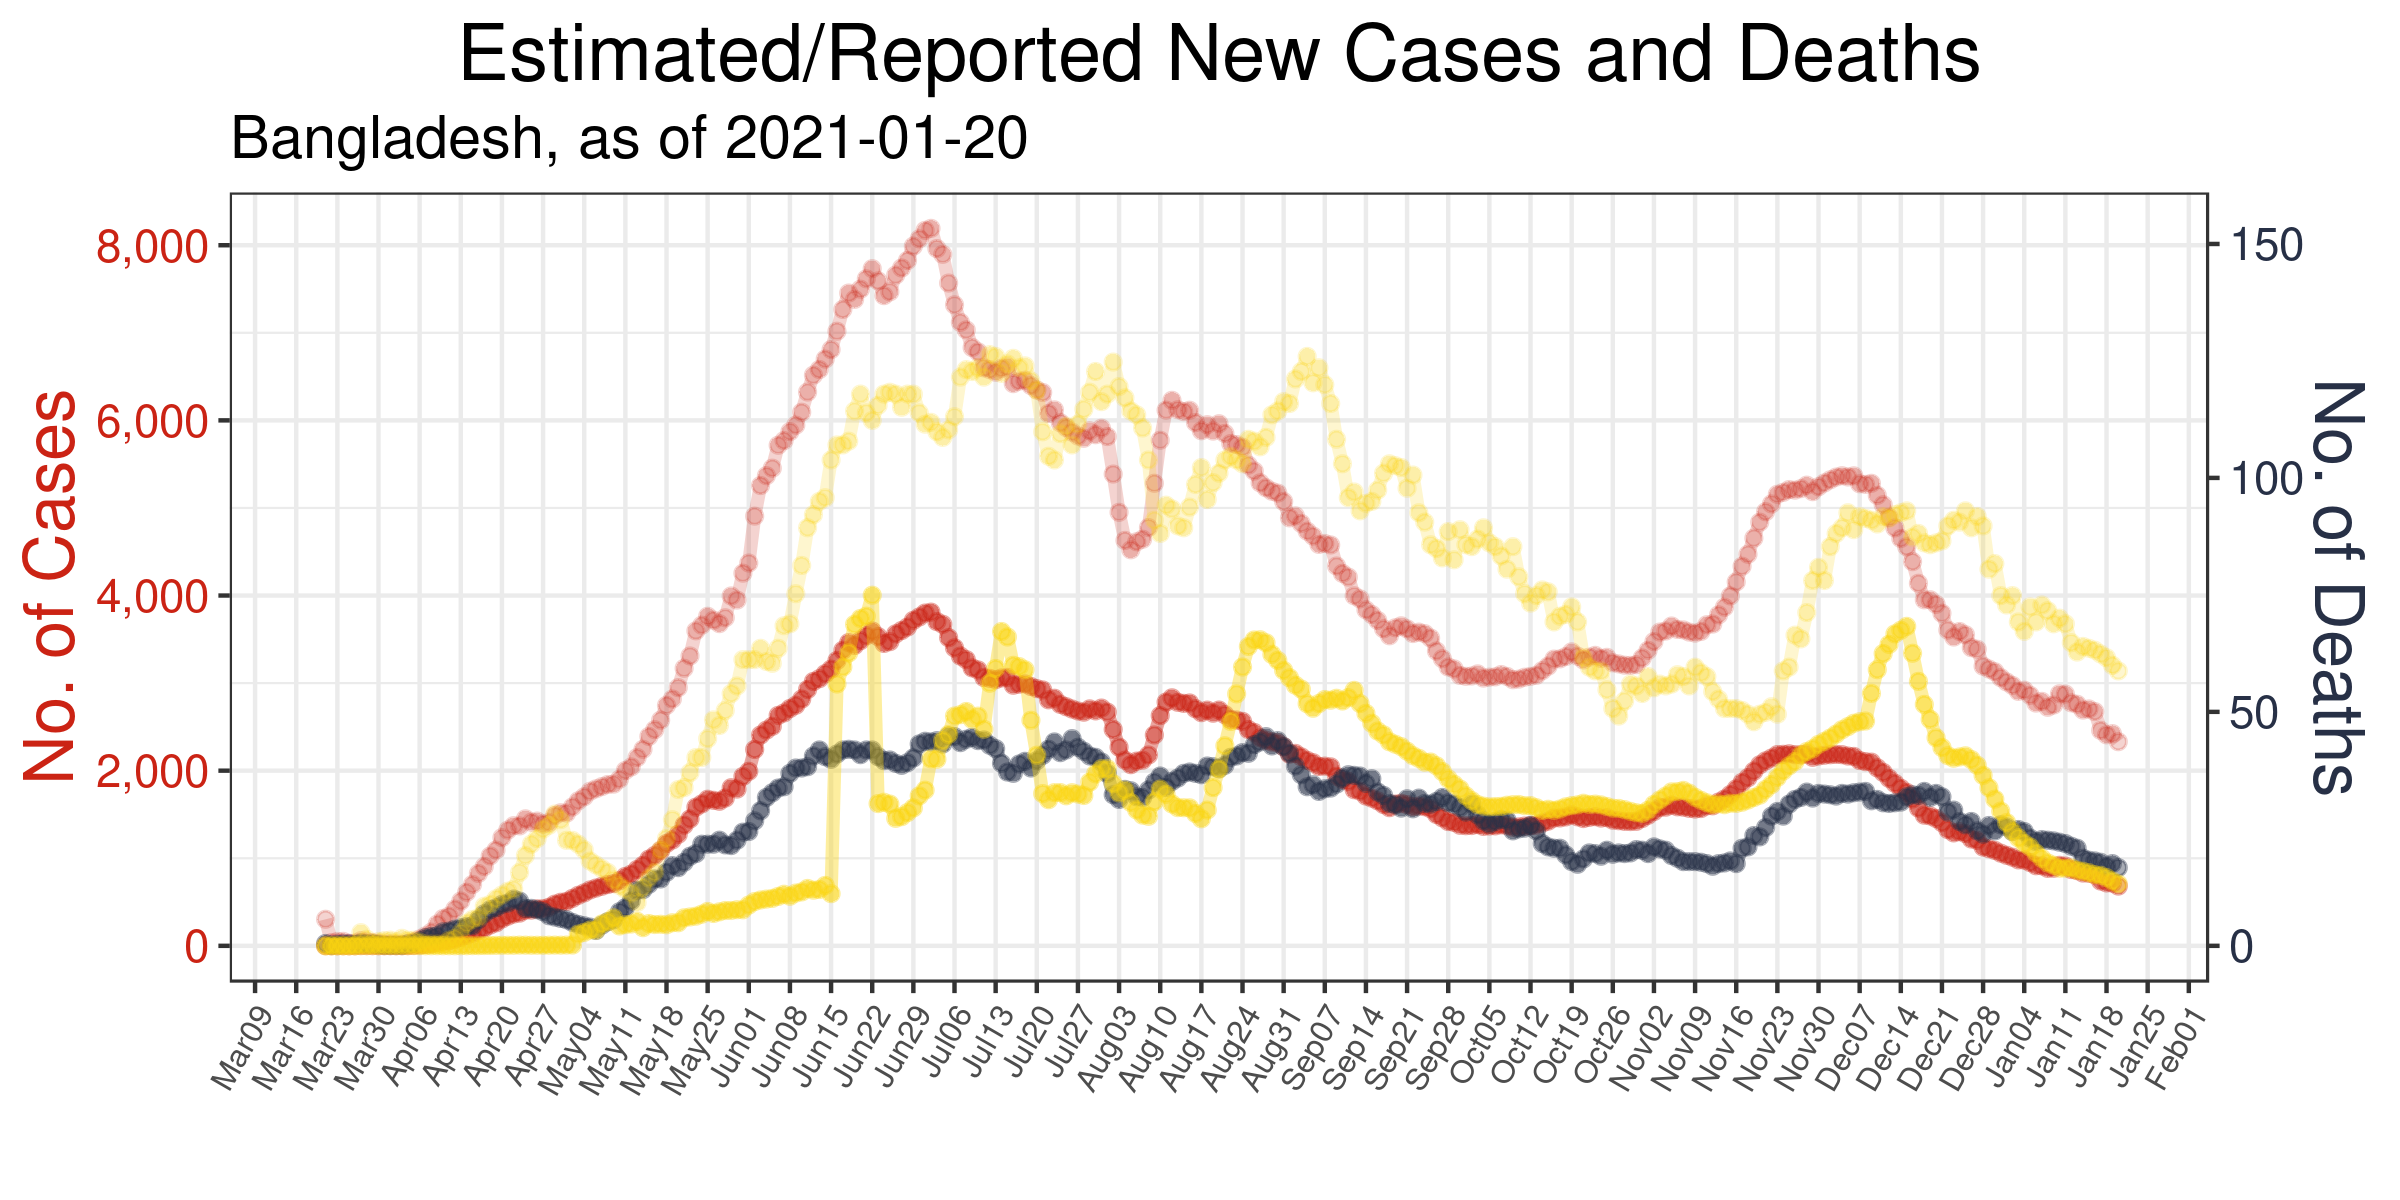 Estimated/Reported New Cases and Deaths
Bangladesh, as of 2021-01-20
No. of Cases
8,000
6,000
4,000
2,000
0
150
100
50
0
No. of Deaths
Mar09
Mar16
Mar23
Mar30
Apr06
Apr13
Apr20
Apr27
May04
May11
May18
May25
Jun01
Jun08
Jun15
Jun22
Jun29
Jul06
Jul13
Jul20
Jul27
Aug03
Aug10
Aug17
Aug24
Aug31
Sep07
Sep14
Sep21
Sep28
Oct05
Oct12
Oct19
Oct26
Nov02
Nov09
Nov16
Nov23
Nov30
Dec07
Dec14
Dec21
Dec28
Jan04
Jan11
Jan18
Jan25
Feb01